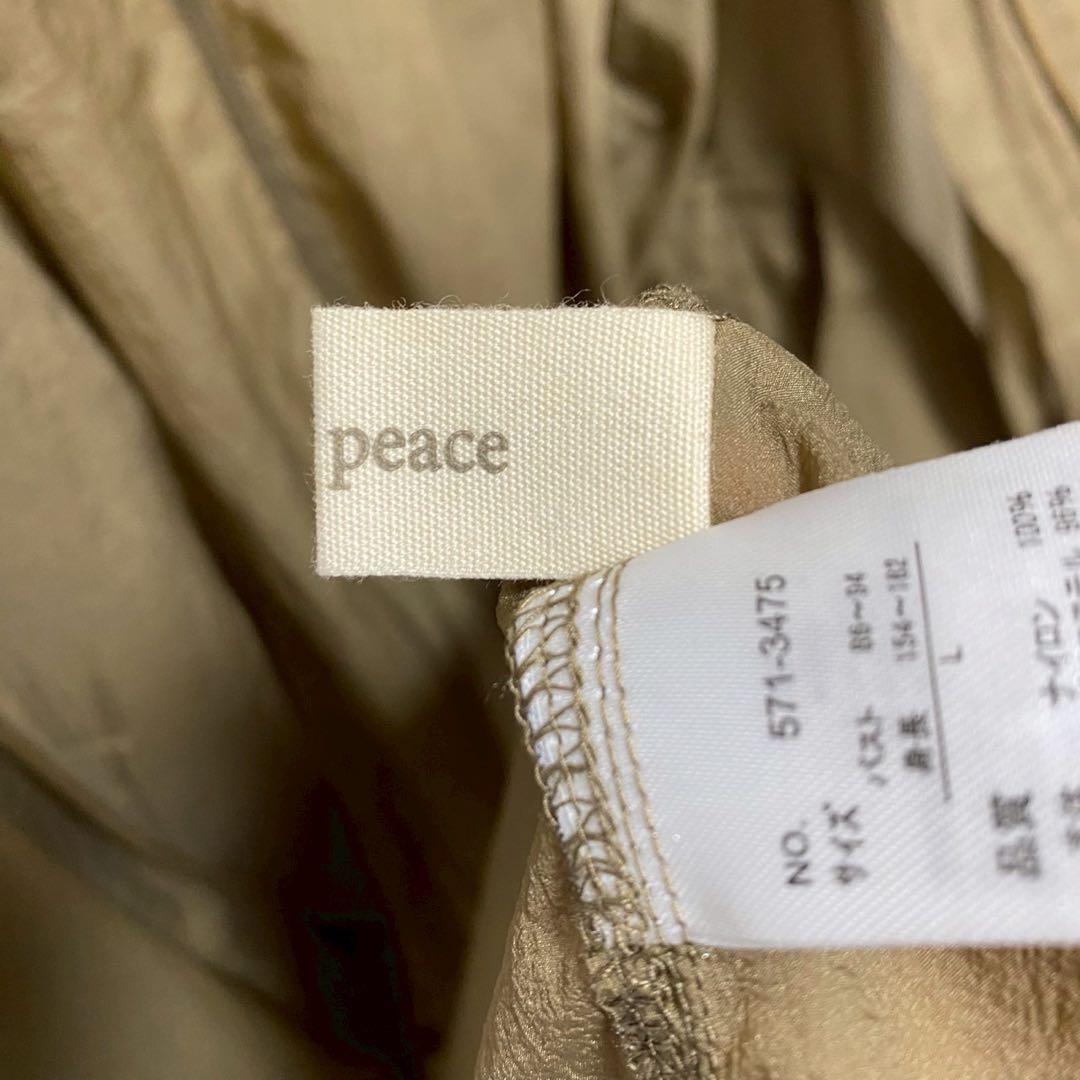 peace
NO. 571-3475
サイズ
バスト 86~94
身長 154~162
L
品質
ナイロン 100%